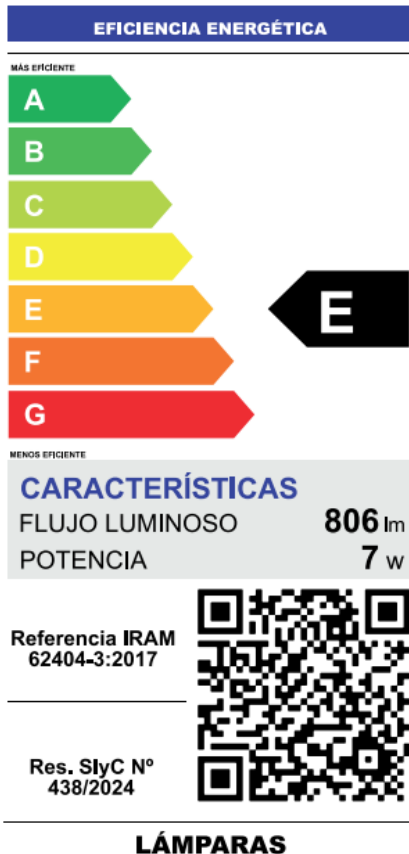 EFICIENCIA ENERGÉTICA
MÁS EFICIENTE
A
B
C
D
E
E
F
G
MENOS EFICIENTE
CARACTERÍSTICAS
FLUJO LUMINOSO 806 lm
POTENCIA 7 w
Referencia IRAM
62404-3:2017
Res. SIyC Nº
438/2024
LÁMPARAS